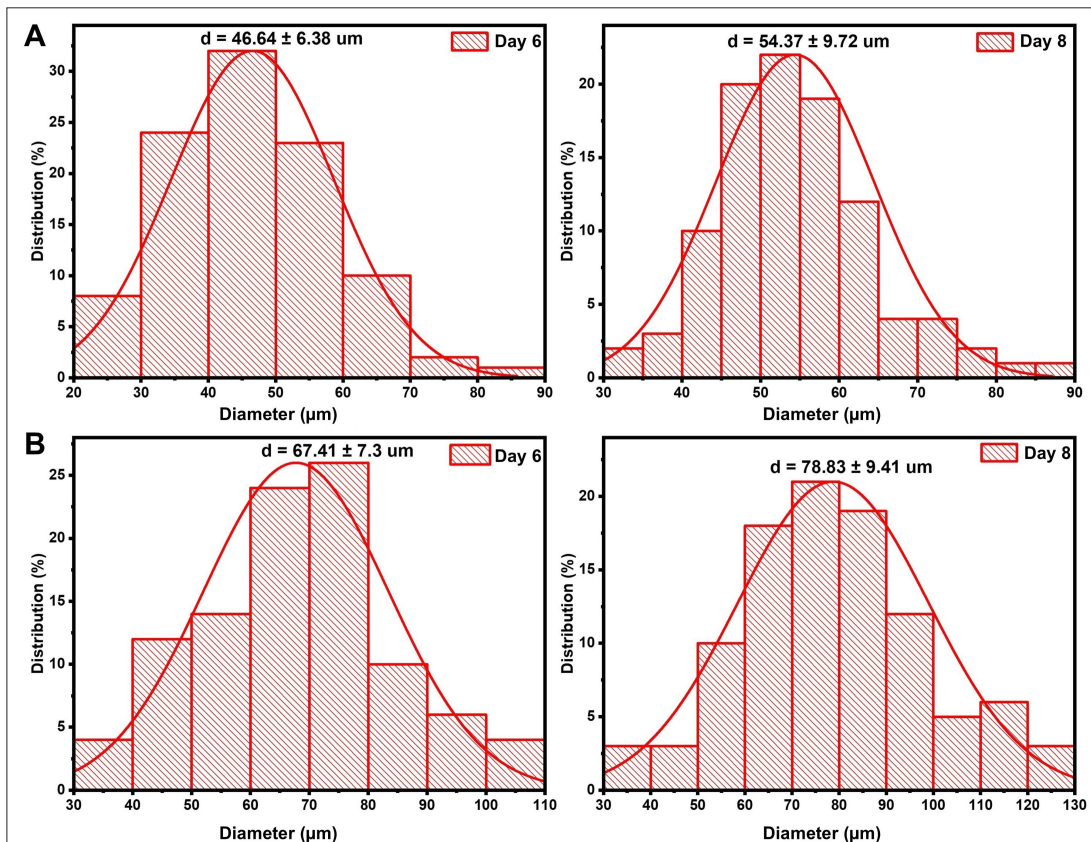 A
d = 46.64 ± 6.38 um
Day 6
Distribution (%)
30
25
20
15
10
5
0
20 30 40 50 60 70 80 90
Diameter (µm)
d = 54.37 ± 9.72 um
Day 8
Distribution (%)
20
15
10
5
0
30 40 50 60 70 80 90
Diameter (µm)
B
d = 67.41 ± 7.3 um
Day 6
Distribution (%)
25
20
15
10
5
0
30 40 50 60 70 80 90 100 110
Diameter (µm)
d = 78.83 ± 9.41 um
Day 8
Distribution (%)
20
15
10
5
0
30 40 50 60 70 80 90 100 110 120 130
Diameter (µm)